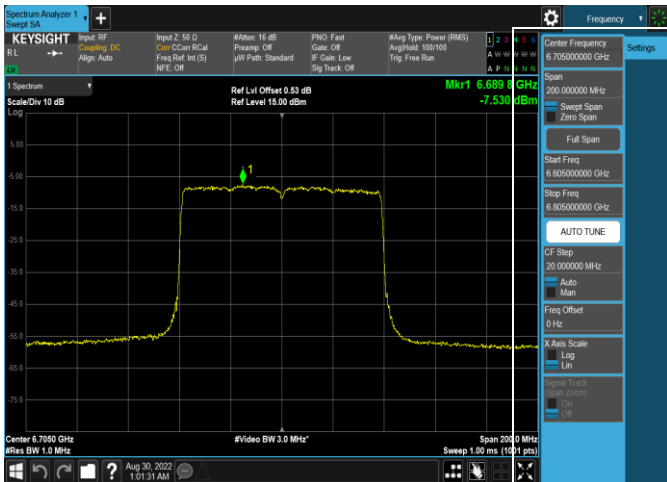 Spectrum Analyzer 1
Swept SA
Frequency
KEYSIGHT
R L
LV
Input: RF
Coupling: DC
Align: Auto
Input Z: 50 Ω
Corr CCorr RCal
Freq Ref: Int (S)
NFE: Off
#Atten: 16 dB
Preamp: Off
µW Path: Standard
PNO: Fast
Gate: Off
IF Gain: Low
Sig Track: Off
#Avg Type: Power (RMS)
Avg|Hold: 100/100
Trig: Free Run
1 2 3 4 5 6
A W W W W W
A P N N N N
1 Spectrum
Scale/Div 10 dB
Log
Ref Lvl Offset 0.53 dB
Ref Level 15.00 dBm
Mkr1 6.689 8 GHz
-7.530 dBm
5.00
-5.00
-15.0
-25.0
-35.0
-45.0
-55.0
-65.0
-75.0
1
Center 6.7050 GHz
#Res BW 1.0 MHz
#Video BW 3.0 MHz*
Span 200.0 MHz
Sweep 1.00 ms (1001 pts)
Center Frequency
6.705000000 GHz
Span
200.000000 MHz
Swept Span
Zero Span
Full Span
Start Freq
6.605000000 GHz
Stop Freq
6.805000000 GHz
AUTO TUNE
CF Step
20.000000 MHz
Auto
Man
Freq Offset
0 Hz
X Axis Scale
Log
Lin
Signal Track
(Span Zoom)
On
Off
Settings
?
Aug 30, 2022
1:01:31 AM